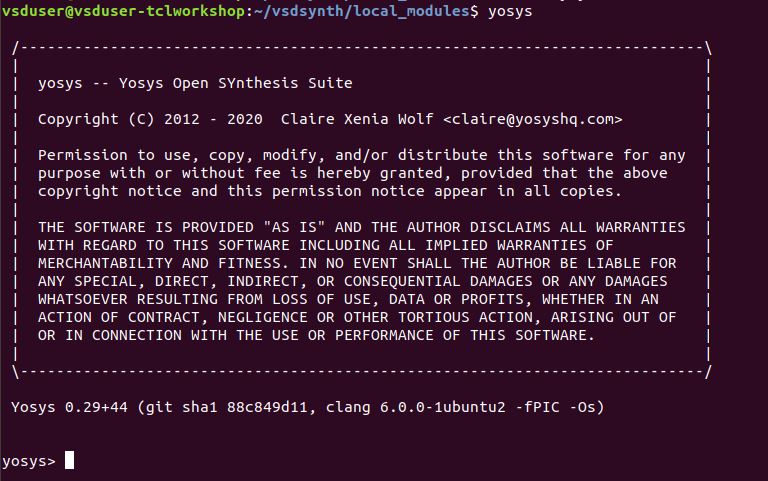 vsduser@vsduser-tclworkshop:~/vsdsynth/local_modules$ yosys
/----------------------------------------------------------------------------\
| |
| yosys -- Yosys Open SYnthesis Suite |
| |
| Copyright (C) 2012 - 2020 Claire Xenia Wolf <claire@yosyshq.com> |
| |
| Permission to use, copy, modify, and/or distribute this software for any |
| purpose with or without fee is hereby granted, provided that the above |
| copyright notice and this permission notice appear in all copies. |
| |
| THE SOFTWARE IS PROVIDED "AS IS" AND THE AUTHOR DISCLAIMS ALL WARRANTIES |
| WITH REGARD TO THIS SOFTWARE INCLUDING ALL IMPLIED WARRANTIES OF |
| MERCHANTABILITY AND FITNESS. IN NO EVENT SHALL THE AUTHOR BE LIABLE FOR |
| ANY SPECIAL, DIRECT, INDIRECT, OR CONSEQUENTIAL DAMAGES OR ANY DAMAGES |
| WHATSOEVER RESULTING FROM LOSS OF USE, DATA OR PROFITS, WHETHER IN AN |
| ACTION OF CONTRACT, NEGLIGENCE OR OTHER TORTIOUS ACTION, ARISING OUT OF |
| OR IN CONNECTION WITH THE USE OR PERFORMANCE OF THIS SOFTWARE. |
| |
\----------------------------------------------------------------------------/
Yosys 0.29+44 (git sha1 88c849d11, clang 6.0.0-1ubuntu2 -fPIC -Os)
yosys>